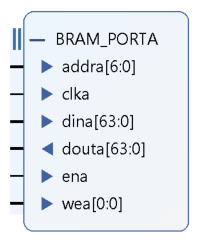 BRAM_PORTA
addra[6:0]
clka
dina[63:0]
douta[63:0]
ena
wea[0:0]